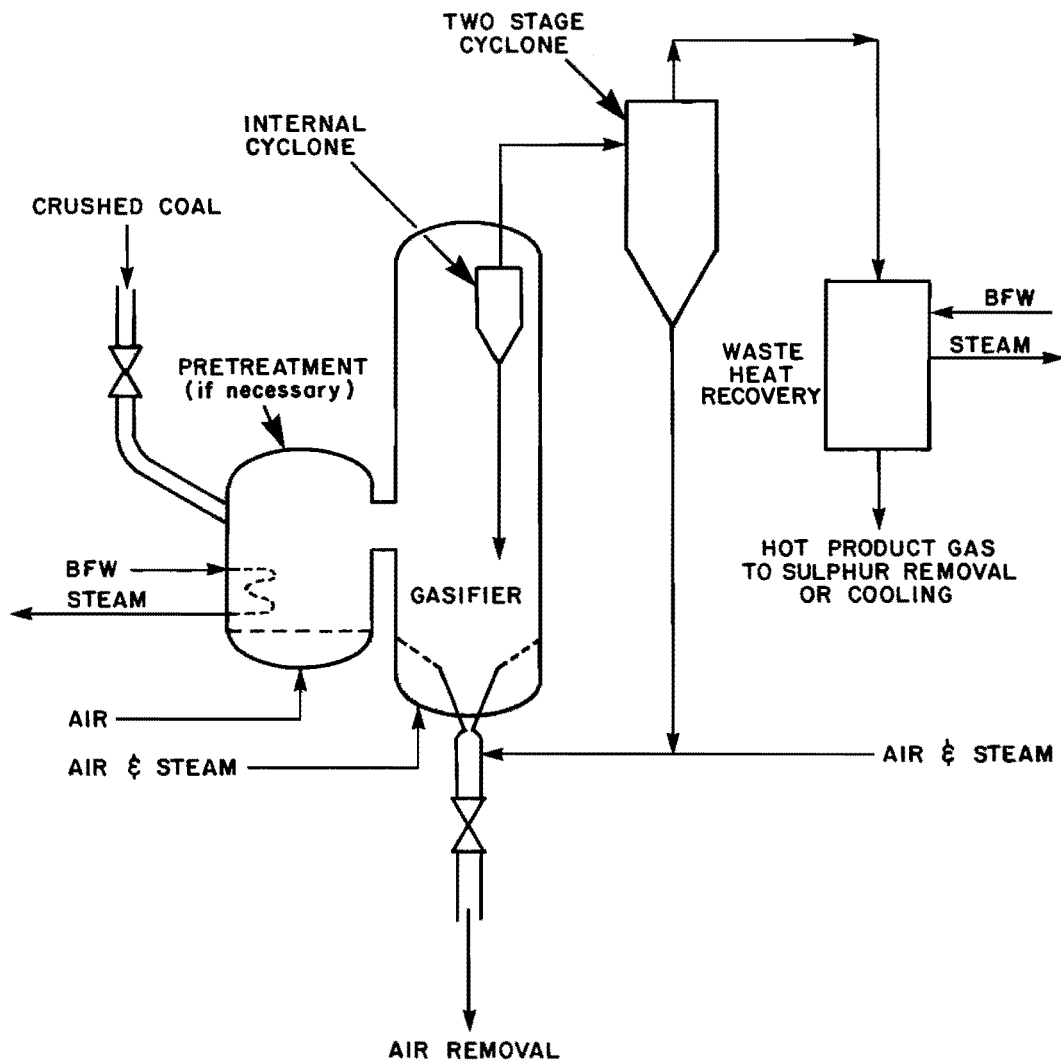 TWO STAGE
CYCLONE
INTERNAL
CYCLONE
CRUSHED COAL
PRETREATMENT
(if necessary)
BFW
STEAM
WASTE
HEAT
RECOVERY
BFW
STEAM
GASIFIER
HOT PRODUCT GAS
TO SULPHUR REMOVAL
OR COOLING
AIR
AIR & STEAM
AIR & STEAM
AIR REMOVAL